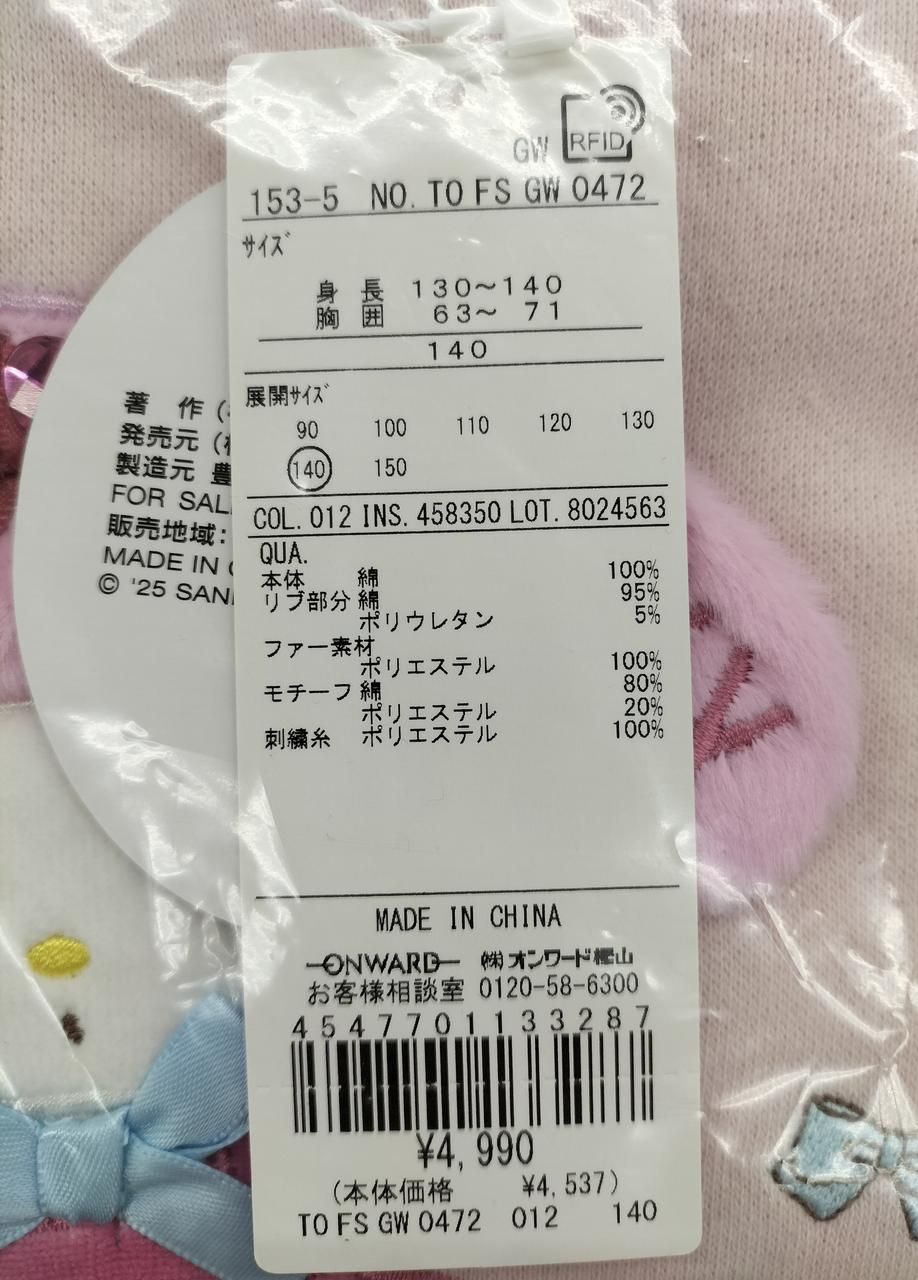 GW RFID
153-5 NO. TO FS GW 0472
サイズ
身長 130〜140
胸囲 63〜 71
140
展開サイズ
90 100 110 120 130
140 150
COL. 012 INS. 458350 LOT. 8024563
QUA.
本体 綿 100%
リブ部分 綿 95%
ポリウレタン 5%
ファー素材
ポリエステル 100%
モチーフ 綿 80%
ポリエステル 20%
刺繍糸 ポリエステル 100%
MADE IN CHINA
ONWARD ㈱オンワード樫山
お客様相談室 0120-58-6300
4547701133287
¥4,990
(本体価格 ¥4,537)
TO FS GW 0472 012 140
著 作 (
発売元 (
製造元 豊
FOR SAL
販売地域:
MADE IN
© '25 SAN